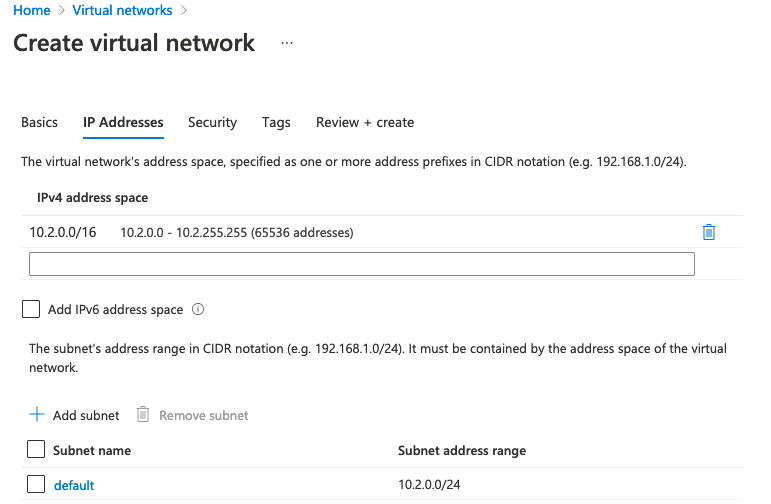 Home > Virtual networks >
Create virtual network ...
Basics IP Addresses Security Tags Review + create
The virtual network's address space, specified as one or more address prefixes in CIDR notation (e.g. 192.168.1.0/24).
IPv4 address space
10.2.0.0/16 10.2.0.0 - 10.2.255.255 (65536 addresses)
Add IPv6 address space
The subnet's address range in CIDR notation (e.g. 192.168.1.0/24). It must be contained by the address space of the virtual
network.
+ Add subnet Remove subnet
Subnet name Subnet address range
default 10.2.0.0/24